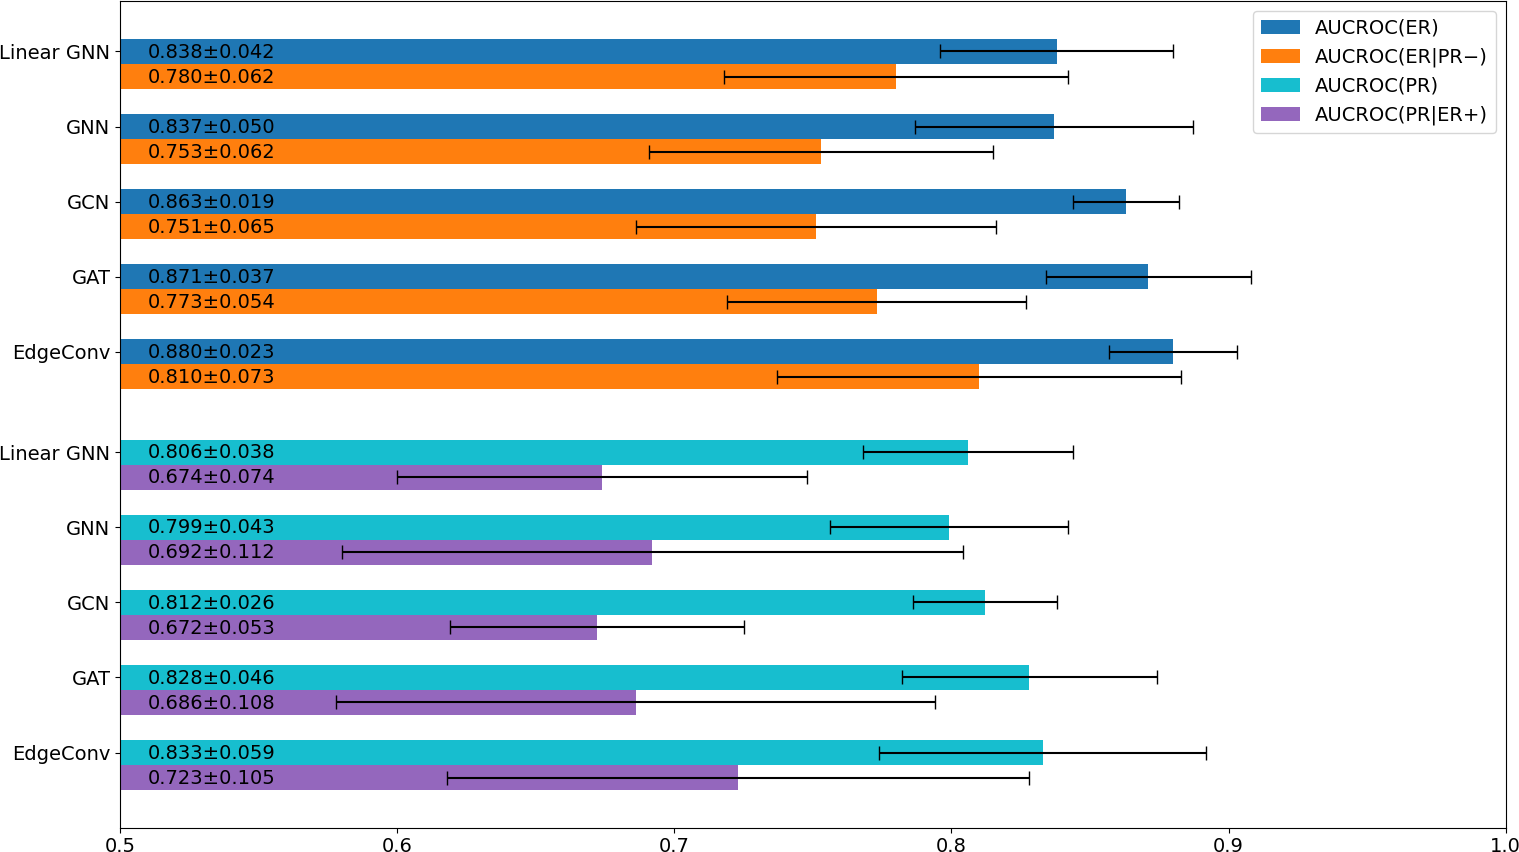 AUCROC(ER)
AUCROC(ER|PR−)
AUCROC(PR)
AUCROC(PR|ER+)
Linear GNN
0.838±0.042
0.780±0.062
GNN
0.837±0.050
0.753±0.062
GCN
0.863±0.019
0.751±0.065
GAT
0.871±0.037
0.773±0.054
EdgeConv
0.880±0.023
0.810±0.073
Linear GNN
0.806±0.038
0.674±0.074
GNN
0.799±0.043
0.692±0.112
GCN
0.812±0.026
0.672±0.053
GAT
0.828±0.046
0.686±0.108
EdgeConv
0.833±0.059
0.723±0.105
0.5 0.6 0.7 0.8 0.9 1.0